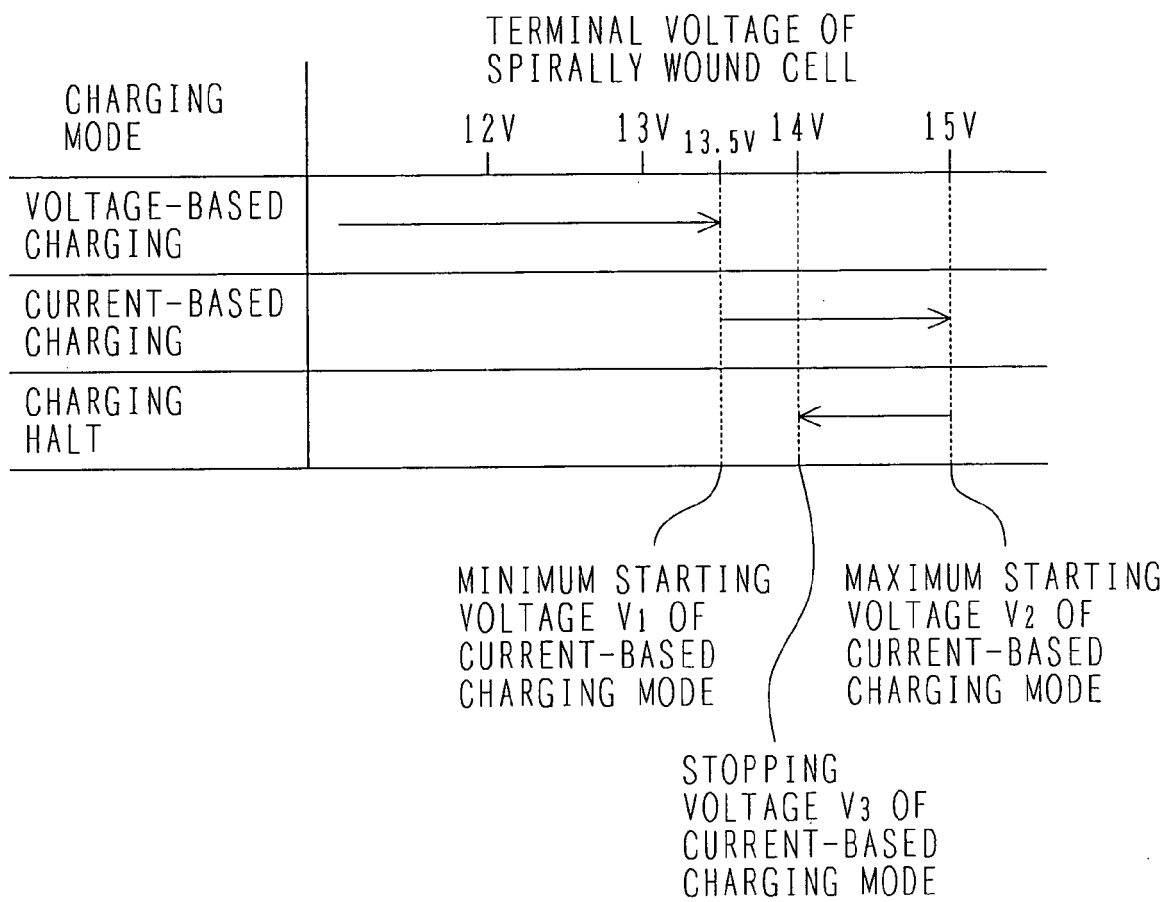 TERMINAL VOLTAGE OF
SPIRALLY WOUND CELL
CHARGING
MODE
12V 13V 13.5V 14V 15V
VOLTAGE-BASED
CHARGING
CURRENT-BASED
CHARGING
CHARGING
HALT
MINIMUM STARTING
VOLTAGE V1 OF
CURRENT-BASED
CHARGING MODE
MAXIMUM STARTING
VOLTAGE V2 OF
CURRENT-BASED
CHARGING MODE
STOPPING
VOLTAGE V3 OF
CURRENT-BASED
CHARGING MODE